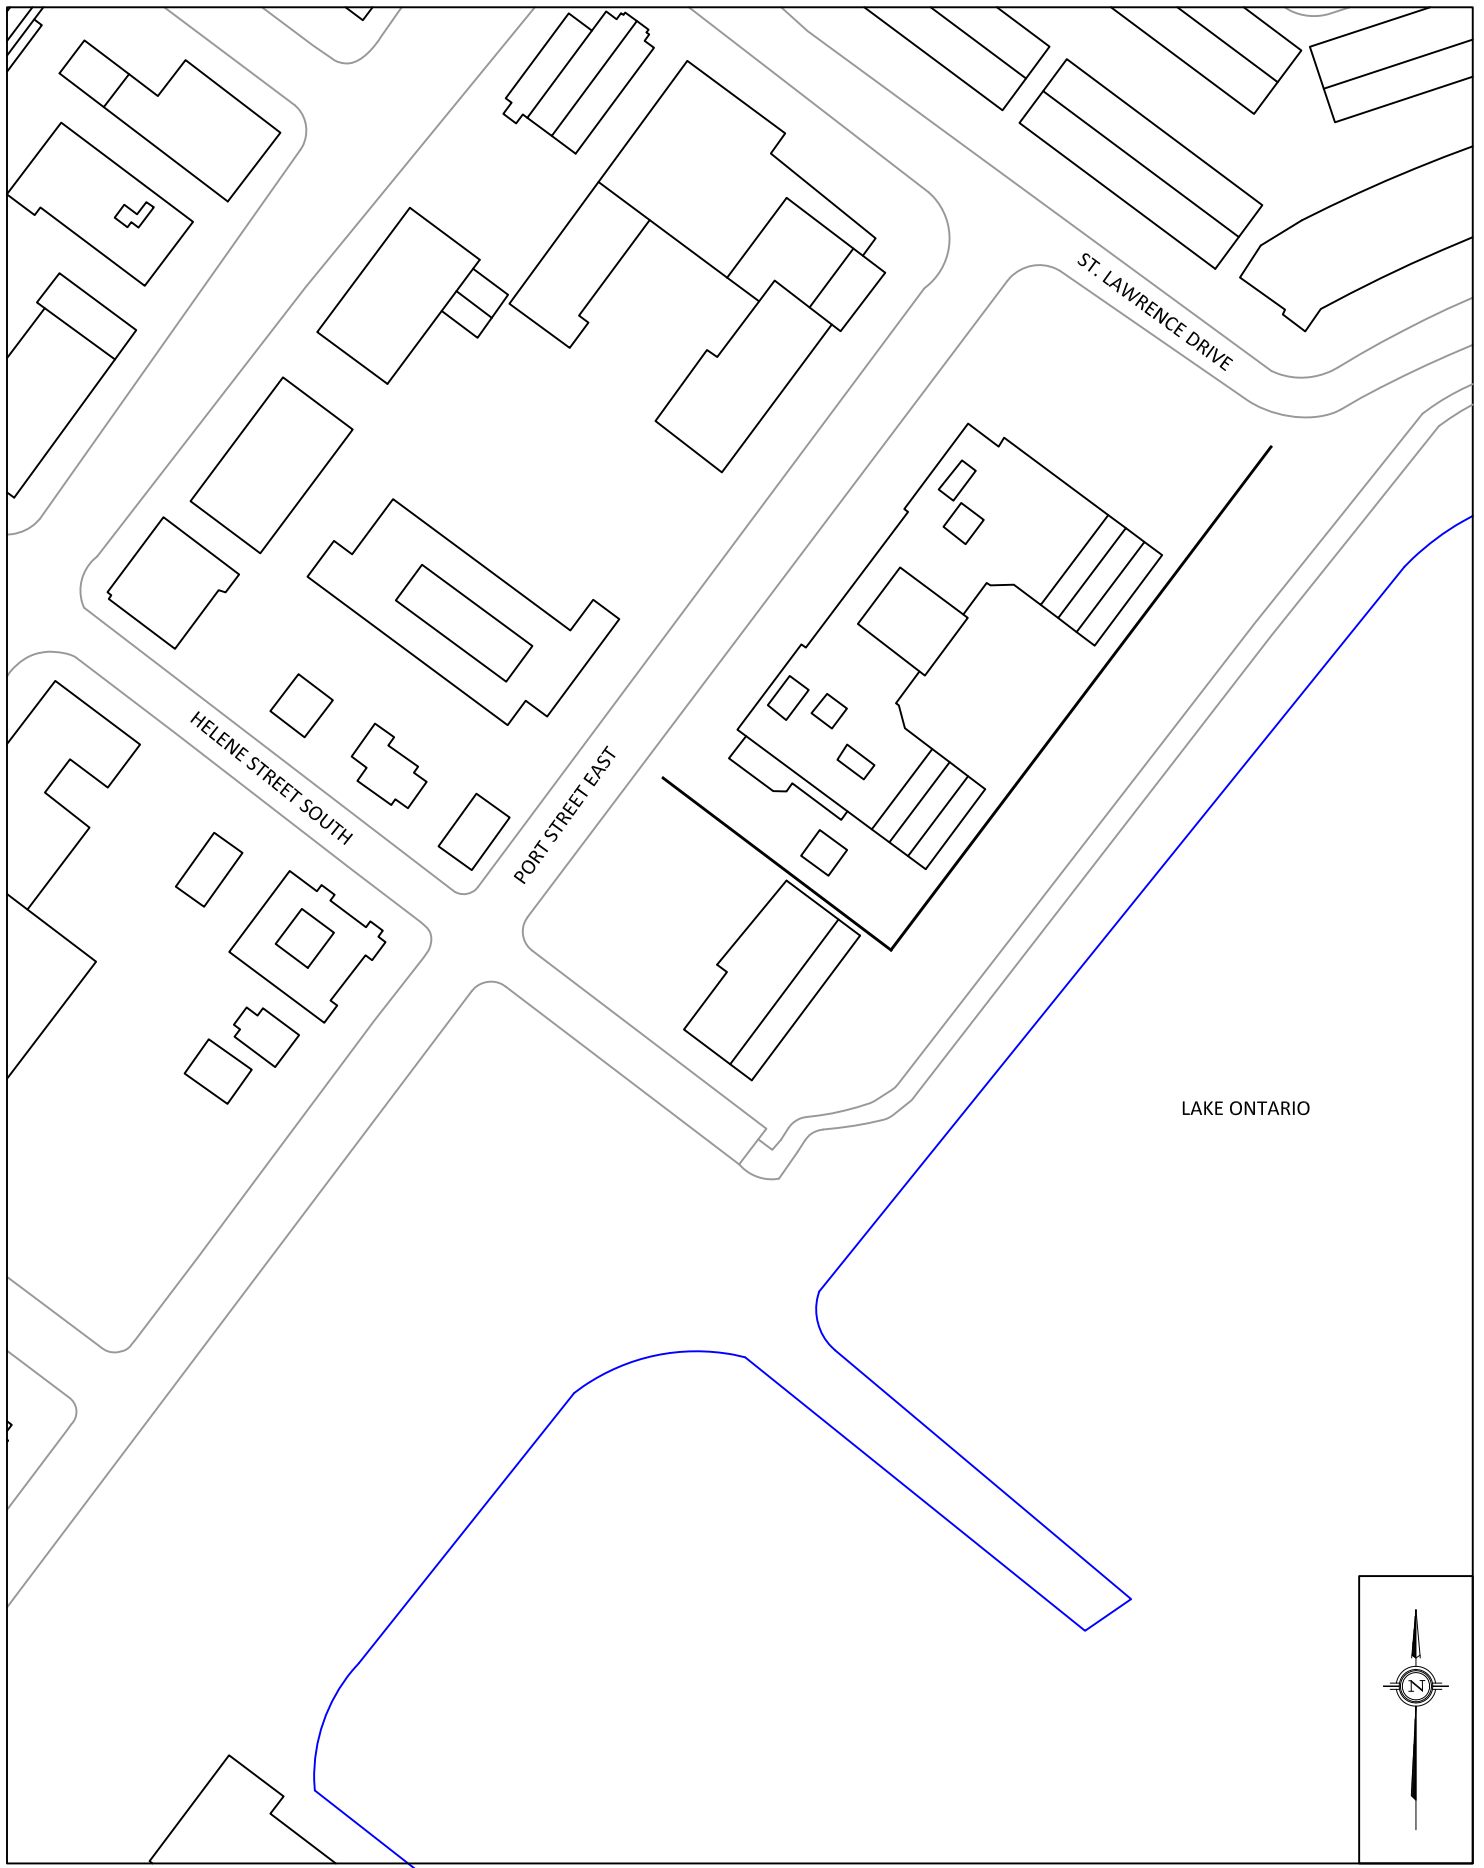 ST. LAWRENCE DRIVE
HELENE STREET SOUTH
PORT STREET EAST
LAKE ONTARIO
N